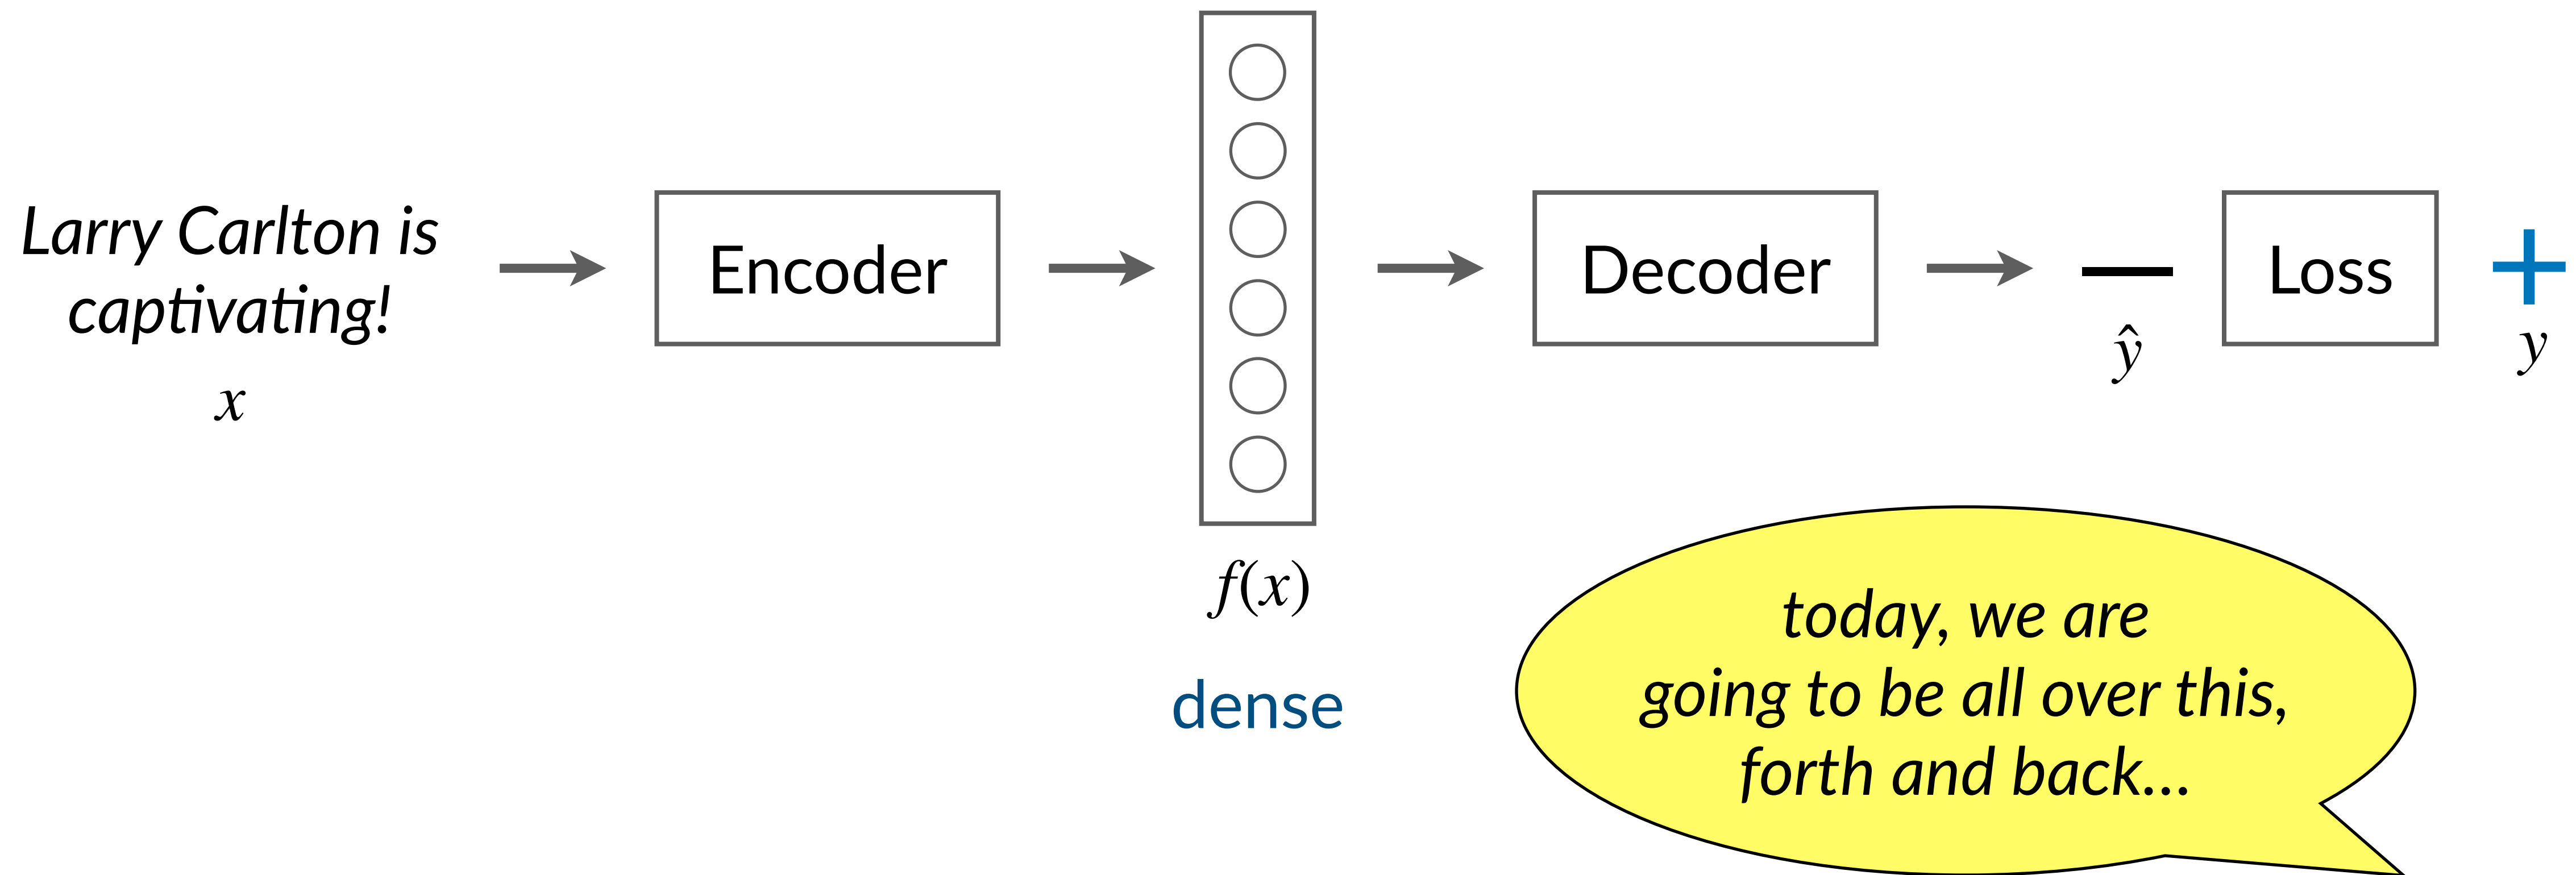 Larry Carlton is
captivating!
x
Encoder
f(x)
dense
Decoder
—
ŷ
Loss
+
y
today, we are
going to be all over this,
forth and back...